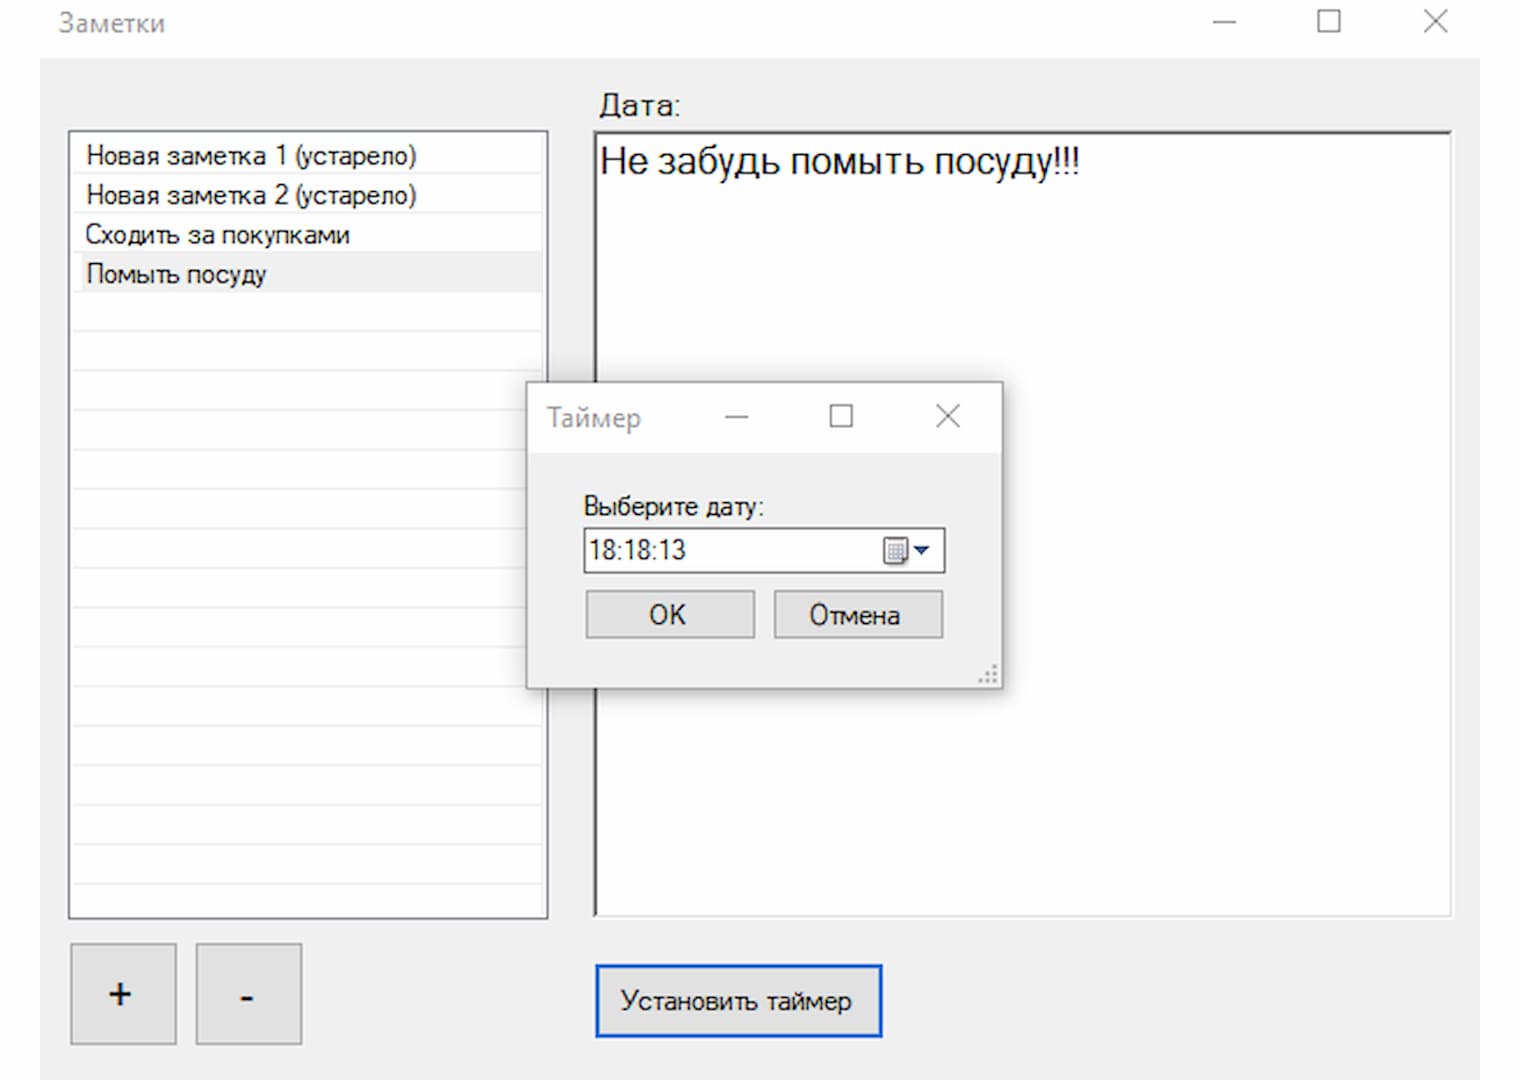 Заметки
Дата:
Новая заметка 1 (устарело)
Новая заметка 2 (устарело)
Сходить за покупками
Помыть посуду
Не забудь помыть посуду!!!
Таймер
Выберите дату:
18:18:13
OK
Отмена
+
-
Установить таймер